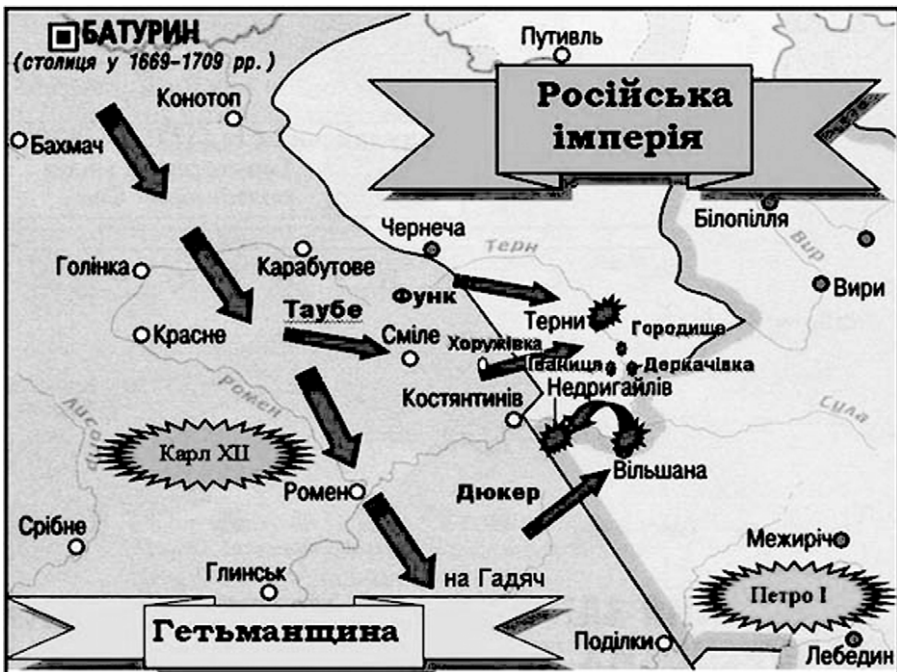 БАТУРИН
(столиця у 1669–1709 рр.)
Путивль
Конотоп
Російська
імперія
Бахмач
Білопілля
Чернеча
Терн
Вир
Голінка
Карабутове
Функ
Вири
Таубе
Терни
Городище
Красне
Сміле
Хоружівка
Іваниця
Деркачівка
Недригайлів
Ромен
Костянтинів
Сула
Карл XII
Вільшана
Ромен
Дюкер
Срібне
Межиріч
на Гадяч
Глинськ
Петро I
Гетьманщина
Поділки
Лебедин